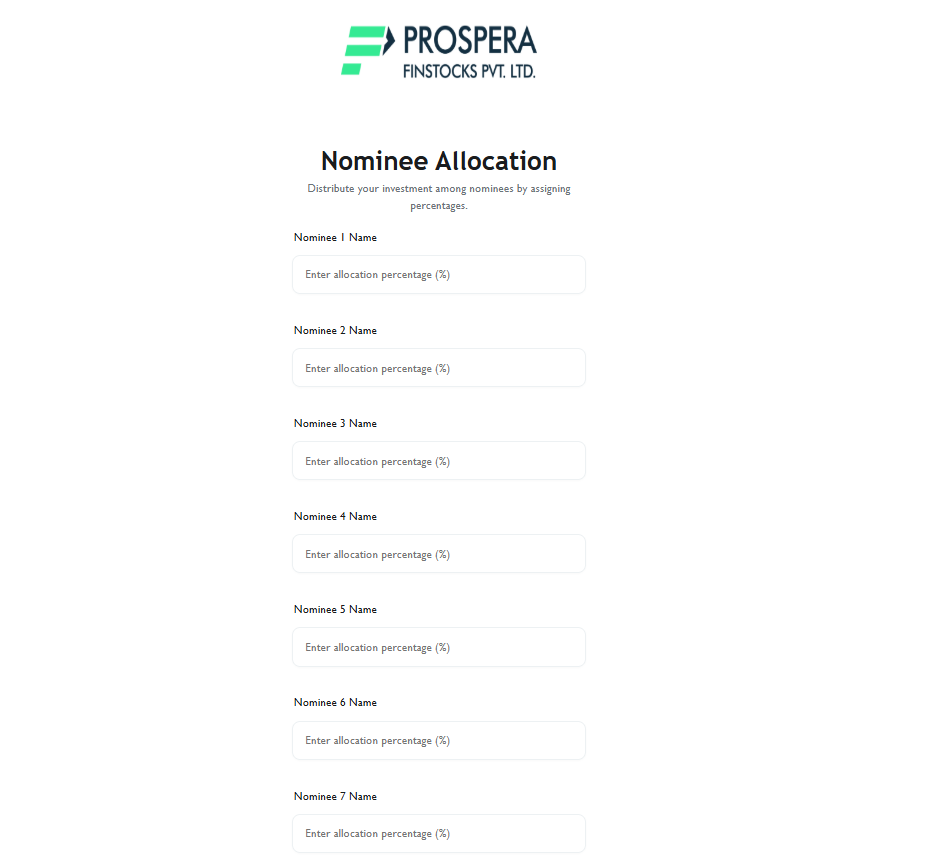 PROSPERA
FINSTOCKS PVT. LTD.
Nominee Allocation
Distribute your investment among nominees by assigning
percentages.
Nominee 1 Name
Enter allocation percentage (%)
Nominee 2 Name
Enter allocation percentage (%)
Nominee 3 Name
Enter allocation percentage (%)
Nominee 4 Name
Enter allocation percentage (%)
Nominee 5 Name
Enter allocation percentage (%)
Nominee 6 Name
Enter allocation percentage (%)
Nominee 7 Name
Enter allocation percentage (%)